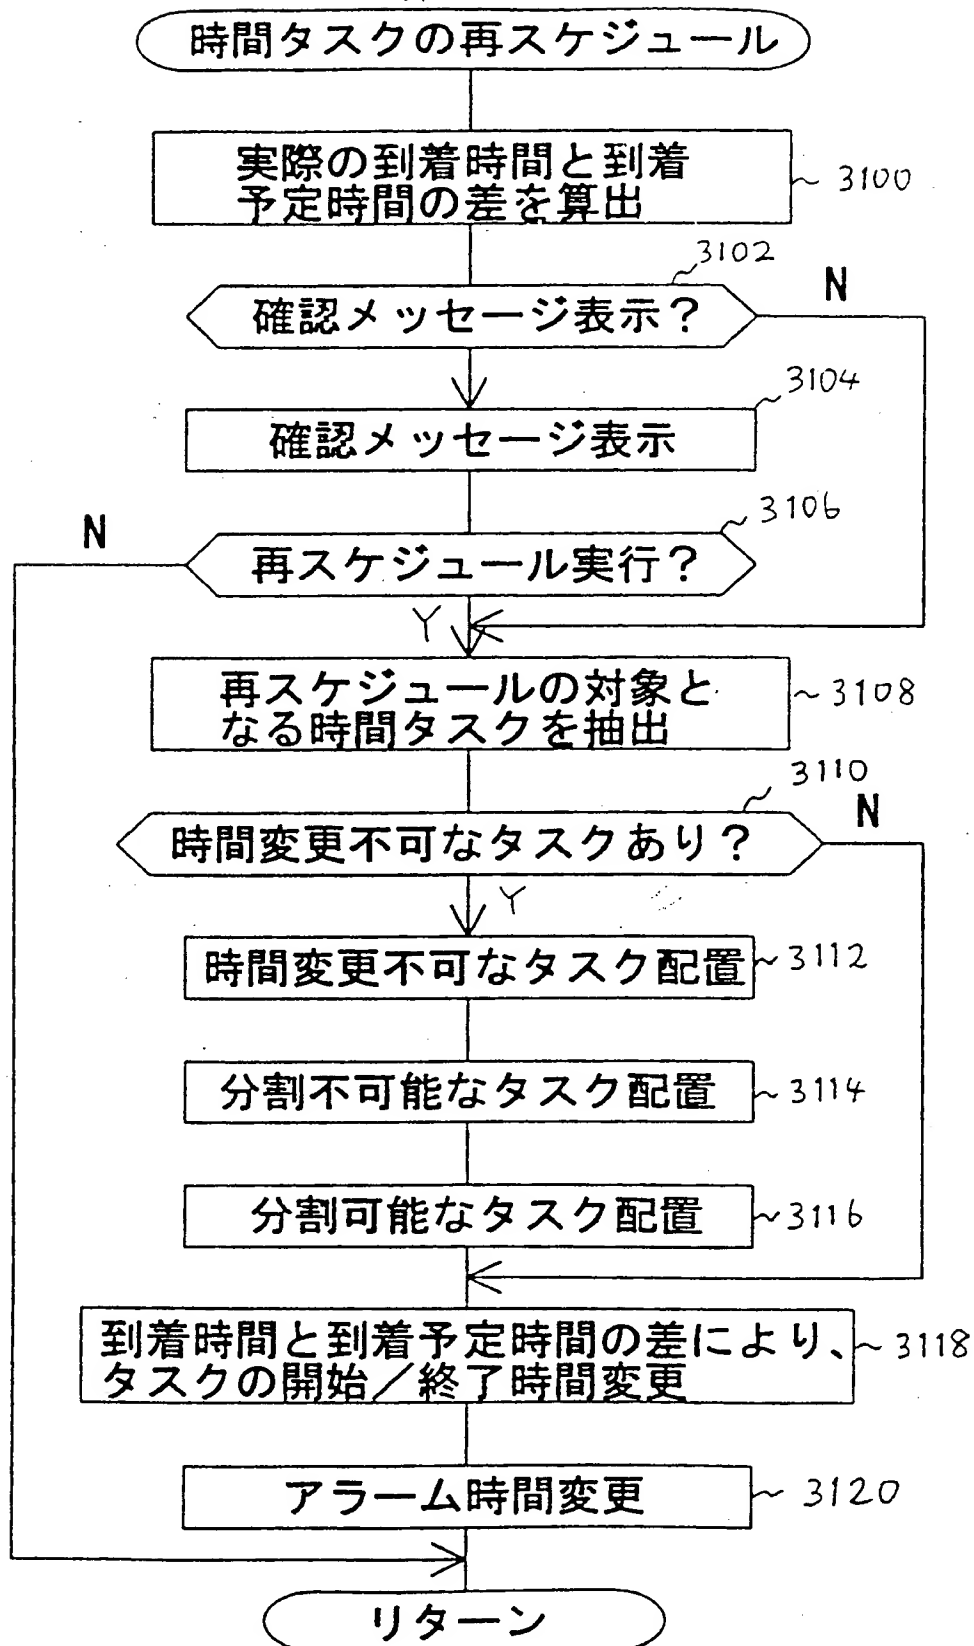 時間タスクの再スケジュール
実際の到着時間と到着
予定時間の差を算出
~ 3100
3102
確認メッセージ表示?
N
3104
確認メッセージ表示
3106
N
再スケジュール実行?
Y
再スケジュールの対象と
なる時間タスクを抽出
~3108
3110
時間変更不可なタスクあり?
N
Y
時間変更不可なタスク配置
~3112
分割不可能なタスク配置
~3114
分割可能なタスク配置
~3116
到着時間と到着予定時間の差により、
タスクの開始/終了時間変更
~3118
アラーム時間変更
~ 3120
リターン